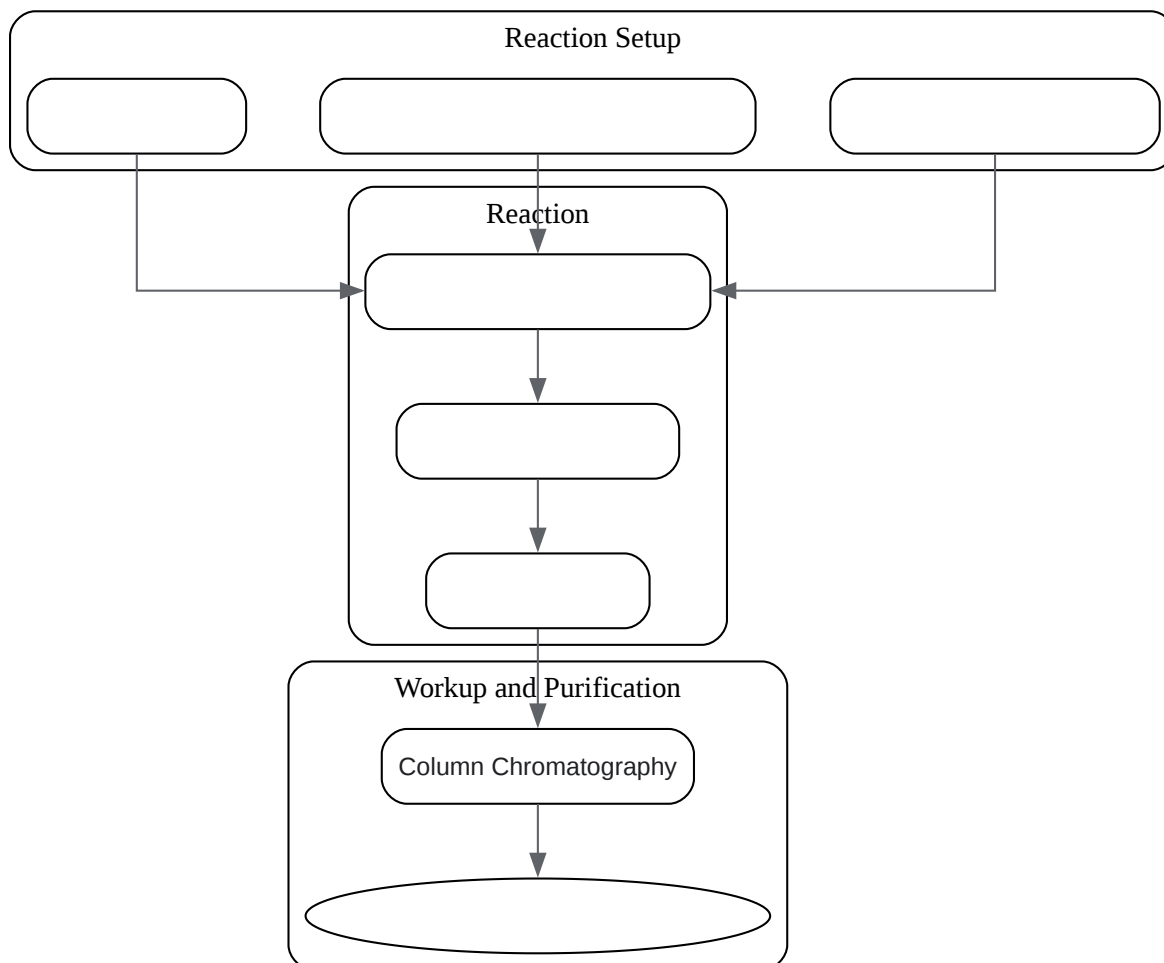 Reaction Setup
Reaction
Workup and Purification
Column Chromatography